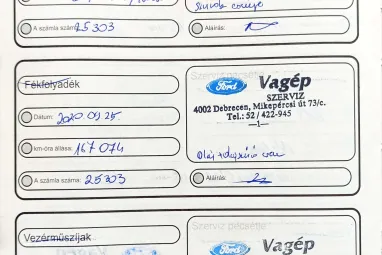 A számla száma: 25303
Aláírás:
Fékfolyadék
Szerviz pecsétje
Ford Vagép
SZERVIZ
4002 Debrecen, Mikepércsi út 73/c.
Tel.: 52/ 422-945
—1—
Dátum: 2020 09 25
km-óra állása: 167 074
Olaj +
A számla száma: 25303
Aláírás:
Vezérműszíjak
Szerviz pecsétje
Ford Vagép